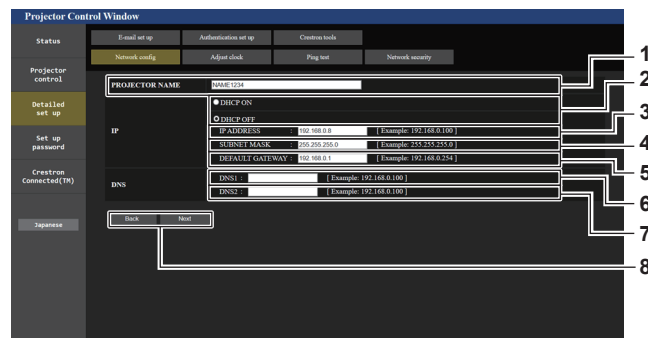 Projector Control Window
Status
E-mail set up
Authentication set up
Crestron tools
Network config
Adjust clock
Ping test
Network security
Projector
control
Detailed
set up
Set up
password
Crestron
Connected(TM)
Japanese
PROJECTOR NAME
NAME1234
IP
DHCP ON
DHCP OFF
IP ADDRESS : 192.168.0.8 [ Example: 192.168.0.100 ]
SUBNET MASK : 255.255.255.0 [ Example: 255.255.255.0 ]
DEFAULT GATEWAY : 192.168.0.1 [ Example: 192.168.0.254 ]
DNS
DNS1 : [ Example: 192.168.0.100 ]
DNS2 : [ Example: 192.168.0.100 ]
Back
Next
1
2
3
4
5
6
7
8